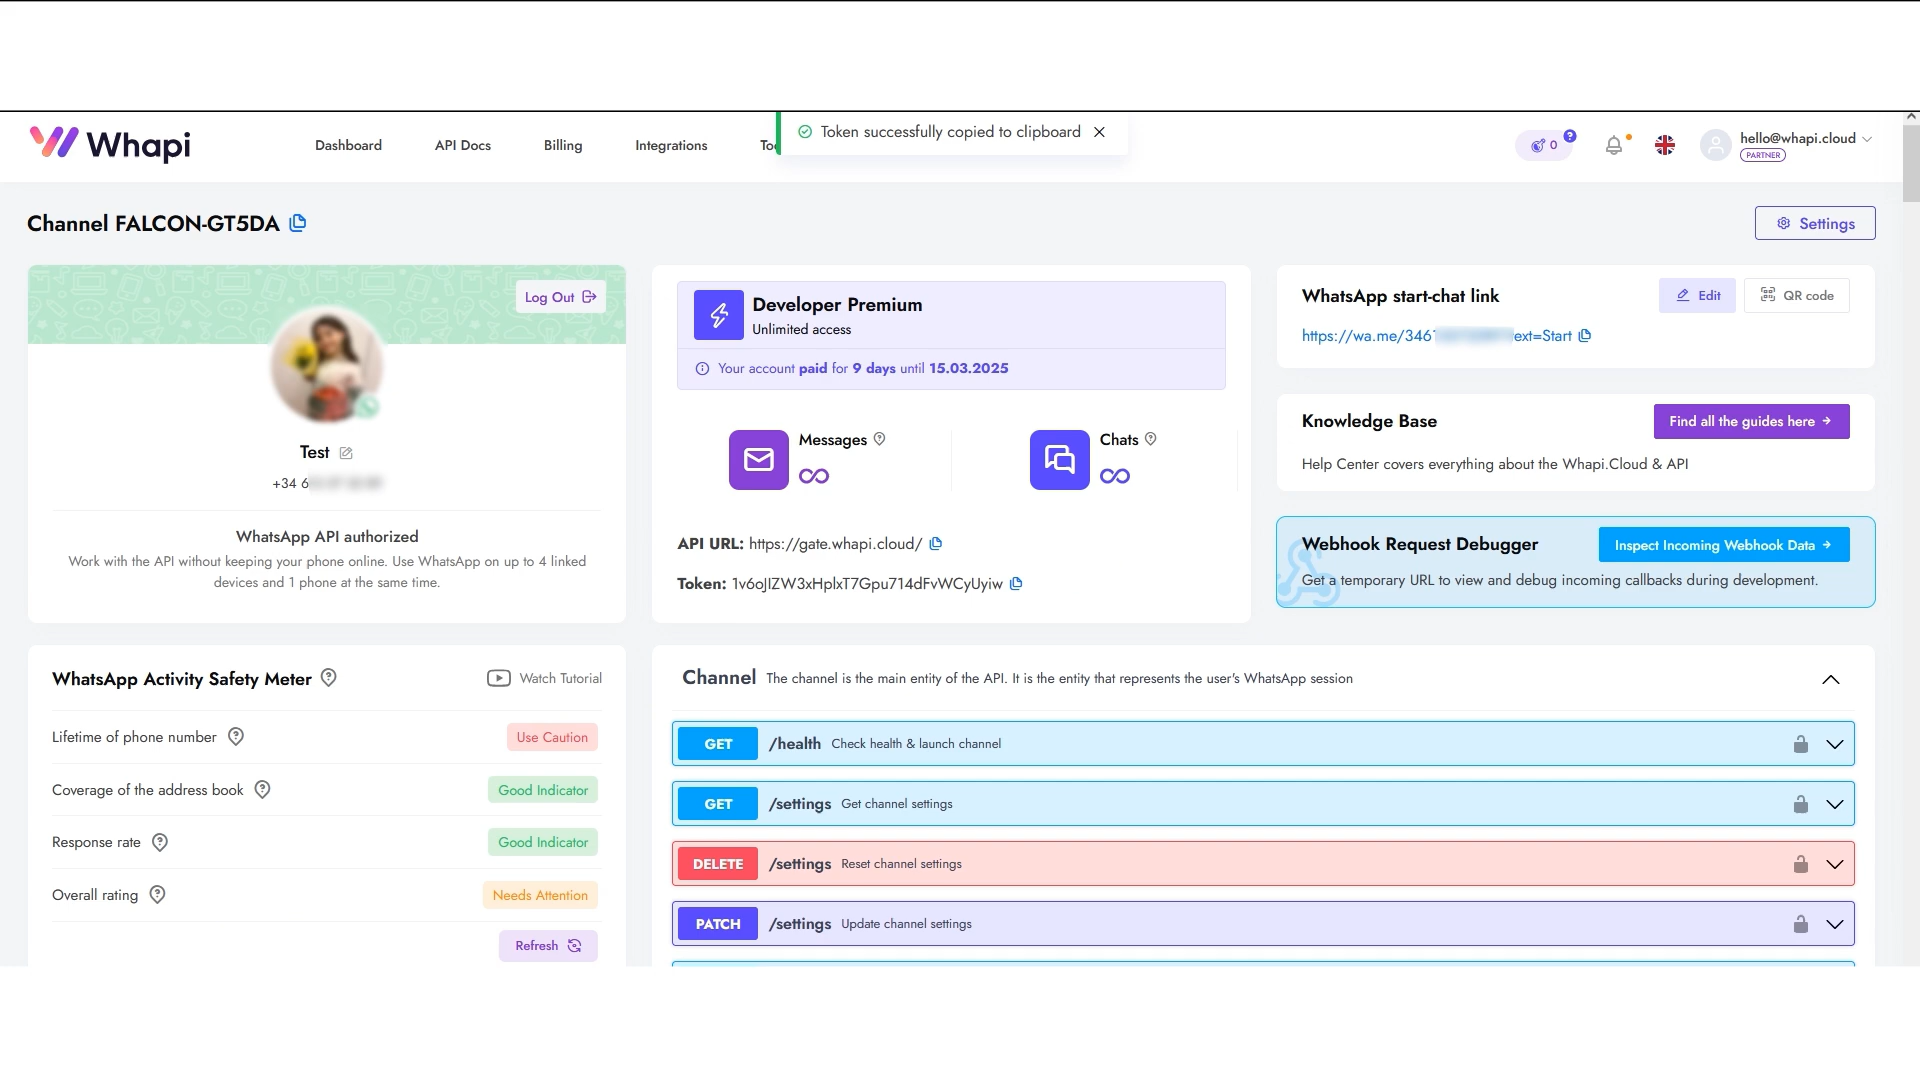 Whapi
Dashboard
API Docs
Billing
Integrations
Token successfully copied to clipboard
0
?
hello@whapi.cloud
PARTNER
Channel FALCON-GT5DA
Settings
Log Out
Test
+34 6
WhatsApp API authorized
Work with the API without keeping your phone online. Use WhatsApp on up to 4 linked
devices and 1 phone at the same time.
Developer Premium
Unlimited access
Your account paid for 9 days until 15.03.2025
Messages
Chats
API URL: https://gate.whapi.cloud/
Token: 1v6oJIZW3xHplxT7Gpu714dFvWCyUyiw
WhatsApp start-chat link
Edit
QR code
https://wa.me/346 ext=Start
Knowledge Base
Find all the guides here →
Help Center covers everything about the Whapi.Cloud & API
Webhook Request Debugger
Inspect Incoming Webhook Data →
Get a temporary URL to view and debug incoming callbacks during development.
WhatsApp Activity Safety Meter
Watch Tutorial
Lifetime of phone number
Use Caution
Coverage of the address book
Good Indicator
Response rate
Good Indicator
Overall rating
Needs Attention
Refresh
Channel The channel is the main entity of the API. It is the entity that represents the user's WhatsApp session
GET /health Check health & launch channel
GET /settings Get channel settings
DELETE /settings Reset channel settings
PATCH /settings Update channel settings